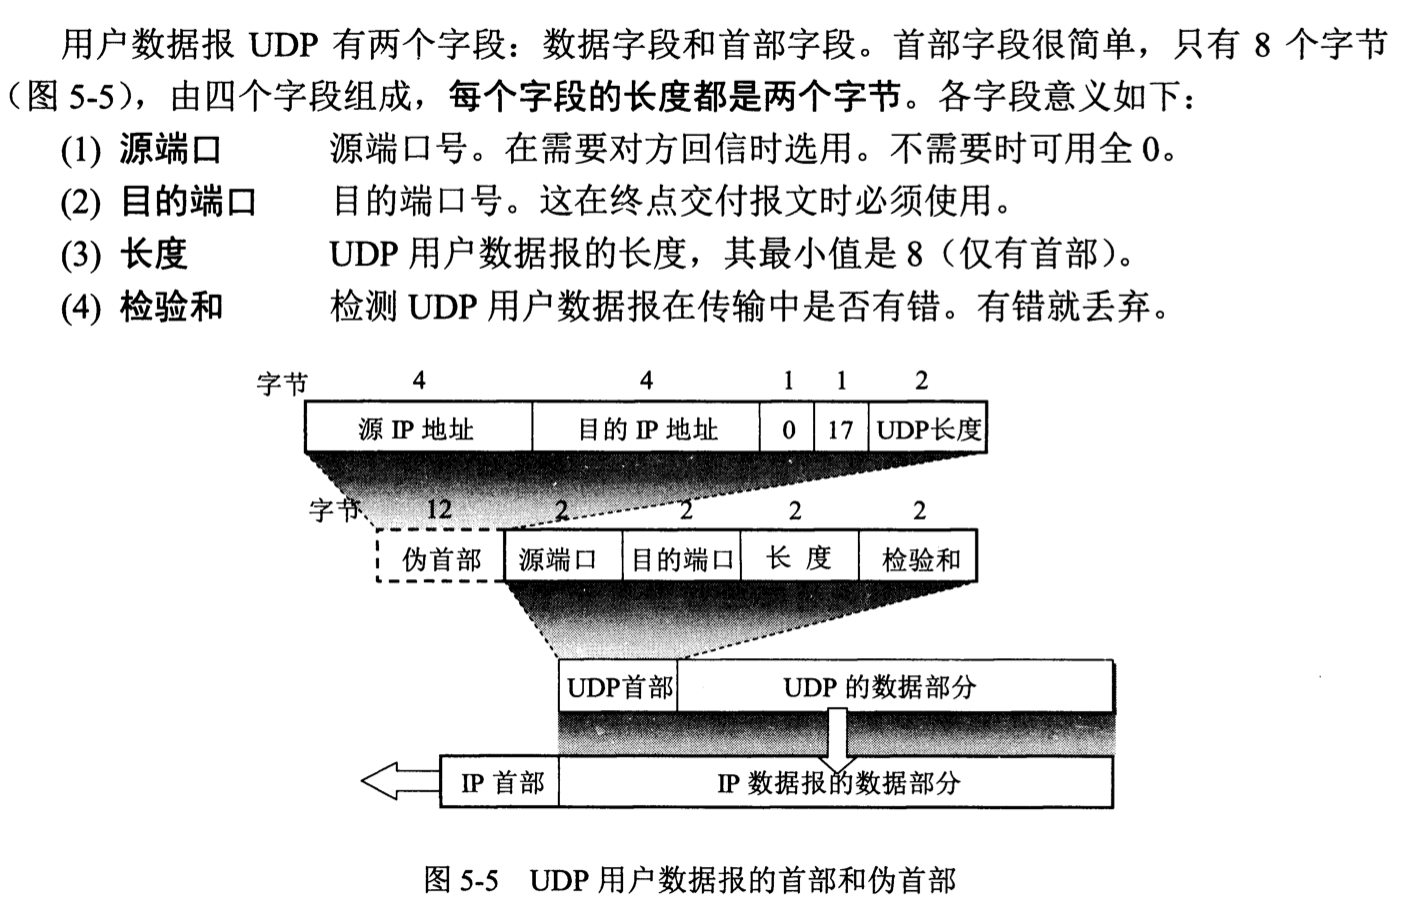 用户数据报 UDP 有两个字段：数据字段和首部字段。首部字段很简单，只有 8 个字节
（图 5-5），由四个字段组成，每个字段的长度都是两个字节。各字段意义如下：
(1) 源端口 源端口号。在需要对方回信时选用。不需要时可用全 0。
(2) 目的端口 目的端口号。这在终点交付报文时必须使用。
(3) 长度 UDP 用户数据报的长度，其最小值是 8（仅有首部）。
(4) 检验和 检测 UDP 用户数据报在传输中是否有错。有错就丢弃。
字节 4 4 1 1 2
源 IP 地址 目的 IP 地址 0 17 UDP长度
字节 12 2 2 2 2
伪首部 源端口 目的端口 长 度 检验和
UDP首部 UDP 的数据部分
IP 首部 IP 数据报的数据部分
图 5-5 UDP 用户数据报的首部和伪首部